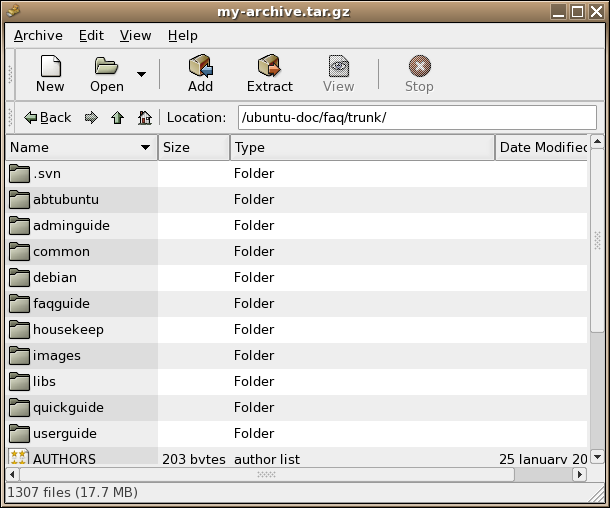 my-archive.tar.gz
Archive Edit View Help
New Open Add Extract View Stop
Back Location: /ubuntu-doc/faq/trunk/
Name Size Type Date Modified
.svn Folder
abtubuntu Folder
adminguide Folder
common Folder
debian Folder
faqguide Folder
housekeep Folder
images Folder
libs Folder
quickguide Folder
userguide Folder
AUTHORS 203 bytes author list 25 January 20
1307 files (17.7 MB)